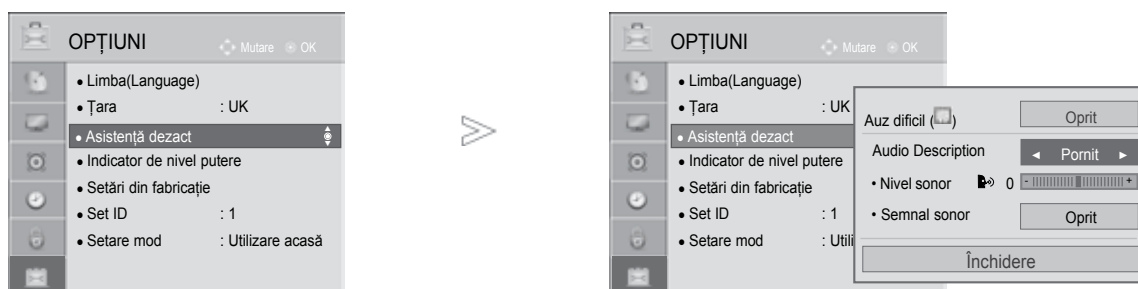 OPȚIUNI
Mutare OK
• Limba(Language)
• Țara : UK
• Asistență dezact
• Indicator de nivel putere
• Setări din fabricație
• Set ID : 1
• Setare mod : Utilizare acasă
OPȚIUNI
Mutare OK
• Limba(Language)
• Țara : UK
• Asistență dezact
• Indicator de nivel putere
• Setări din fabricație
• Set ID : 1
• Setare mod : Utili
Auz dificil ( ) Oprit
Audio Description ◄ Pornit ►
• Nivel sonor 0 - +
• Semnal sonor Oprit
Închidere